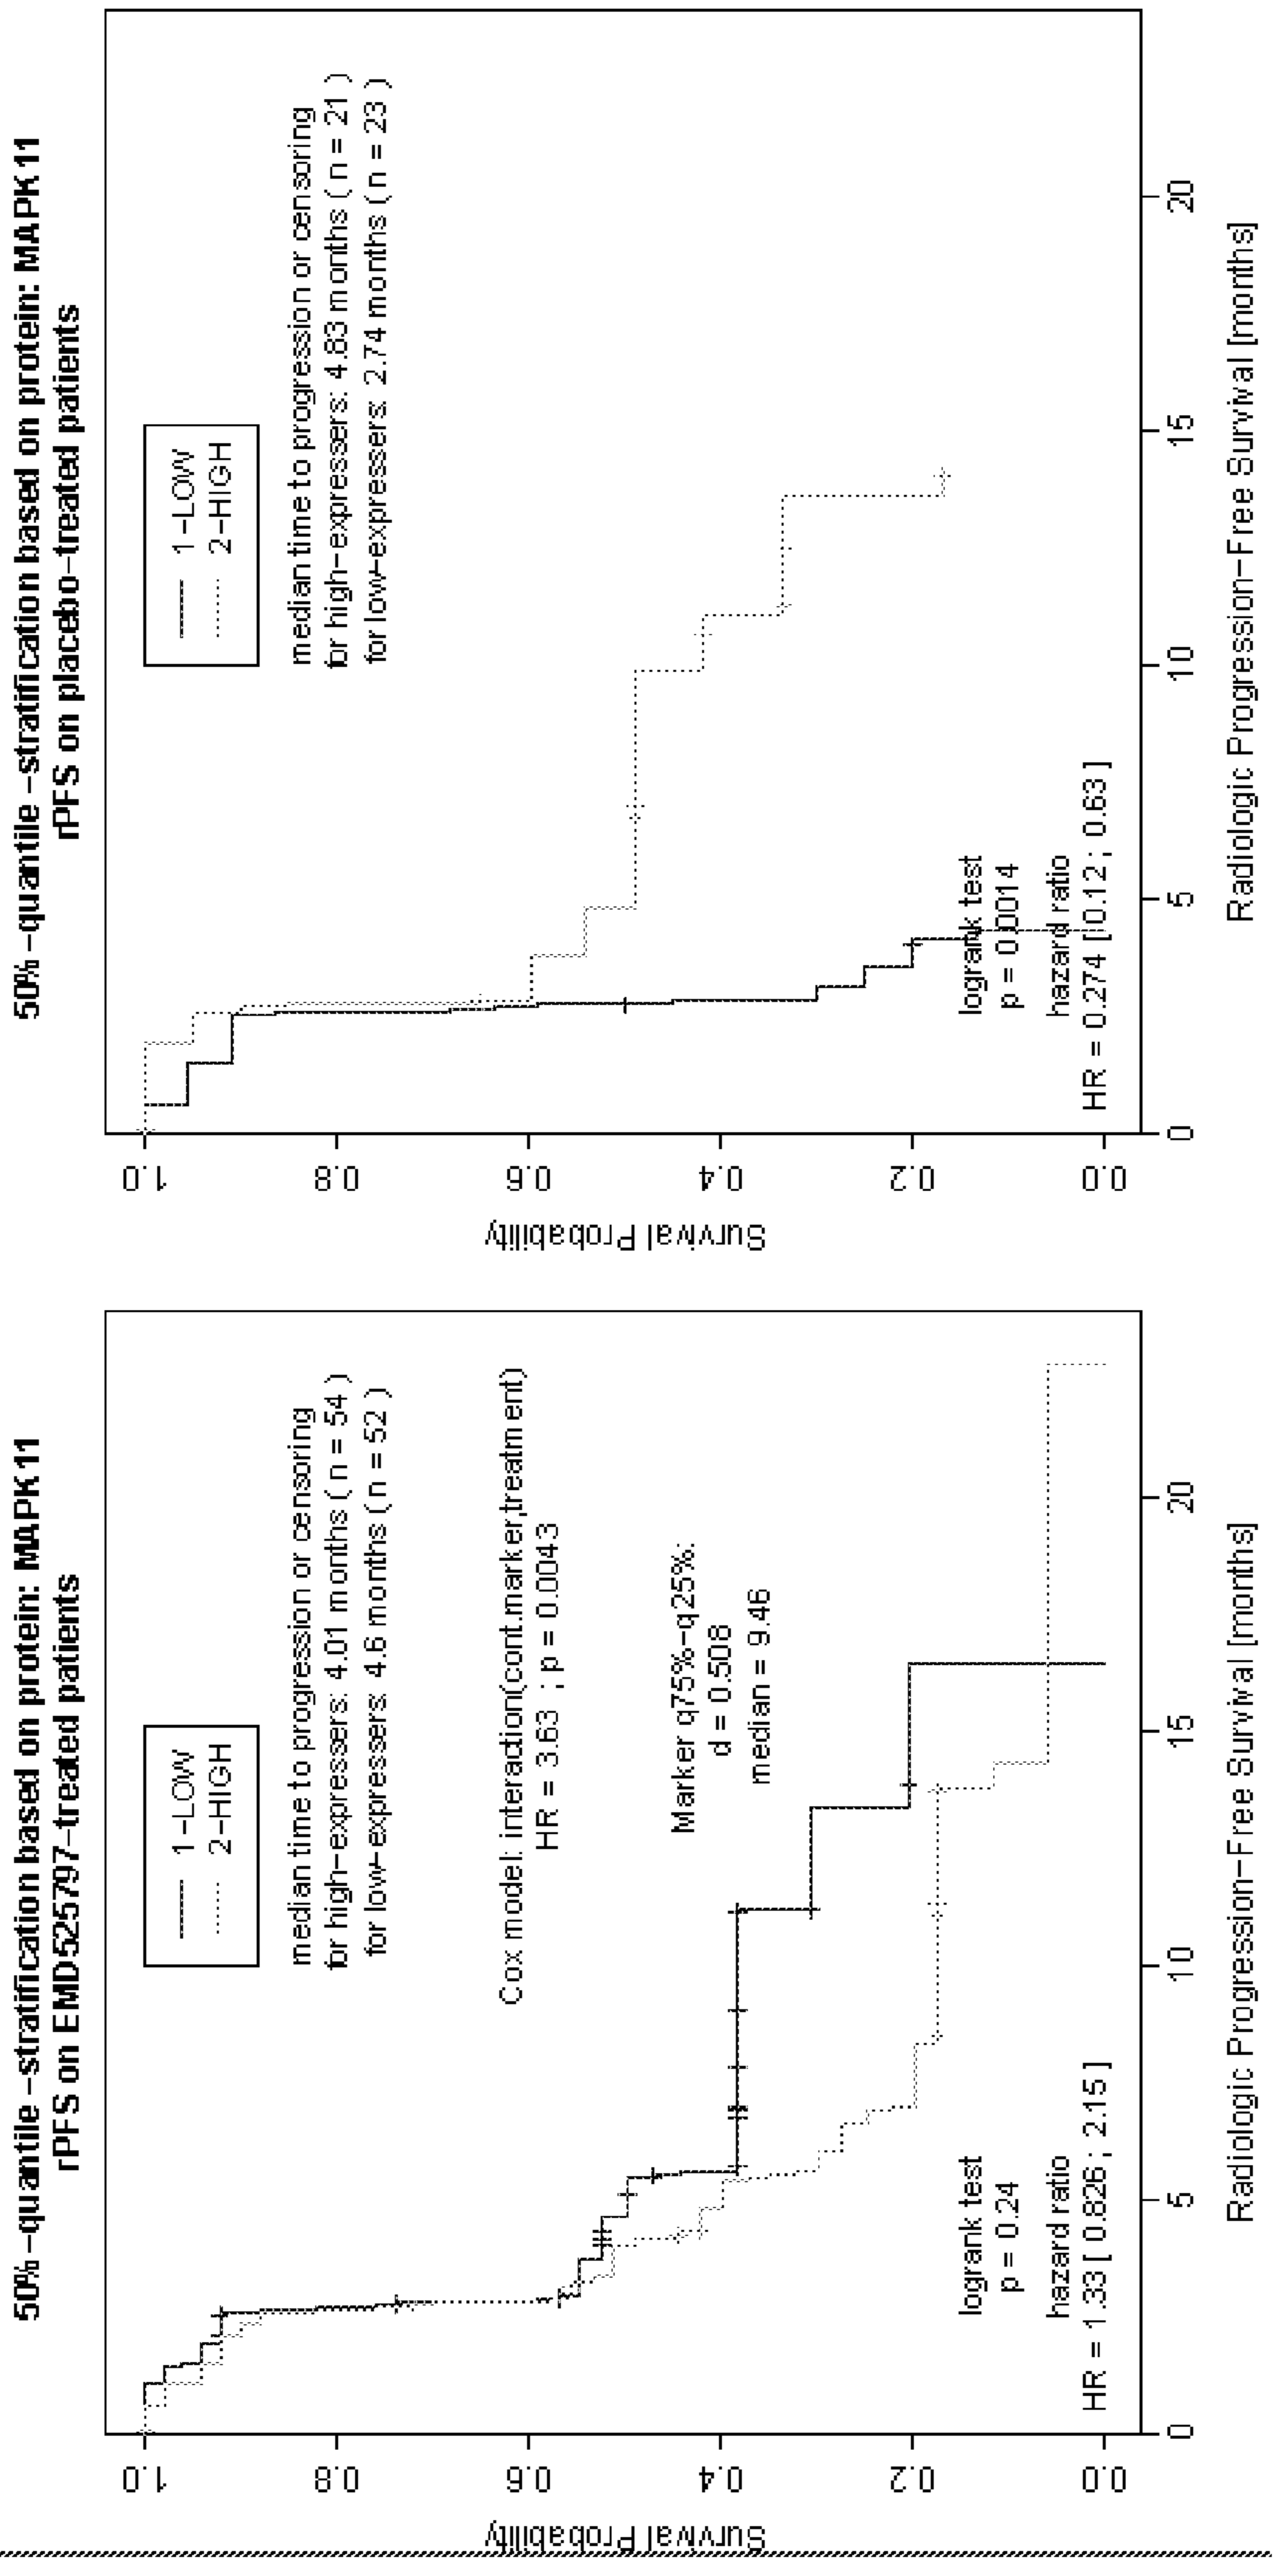 50%-quantile -stratification based on protein: MAPK11
rPFS on EMD525797-treated patients
1-LOW
2-HIGH
median time to progression or censoring
for high-expressers: 4.01 months ( n = 54 )
for low-expressers: 4.6 months ( n = 52 )
Cox model: interaction(cont.marker,treatment)
HR = 3.63 ; p = 0.0043
Marker q75%-q25%:
d = 0.508
median = 9.46
logrank test
p = 0.24
hazard ratio
HR = 1.33 [ 0.826 ; 2.15 ]
Survival Probability
1.0
0.8
0.6
0.4
0.2
0.0
0
5
10
15
20
Radiologic Progression-Free Survival [months]
50%-quantile -stratification based on protein: MAPK11
rPFS on placebo-treated patients
1-LOW
2-HIGH
median time to progression or censoring
for high-expressers: 4.83 months ( n = 21 )
for low-expressers: 2.74 months ( n = 23 )
logrank test
p = 0.0014
hazard ratio
HR = 0.274 [ 0.12 ; 0.63 ]
Survival Probability
1.0
0.8
0.6
0.4
0.2
0.0
0
5
10
15
20
Radiologic Progression-Free Survival [months]